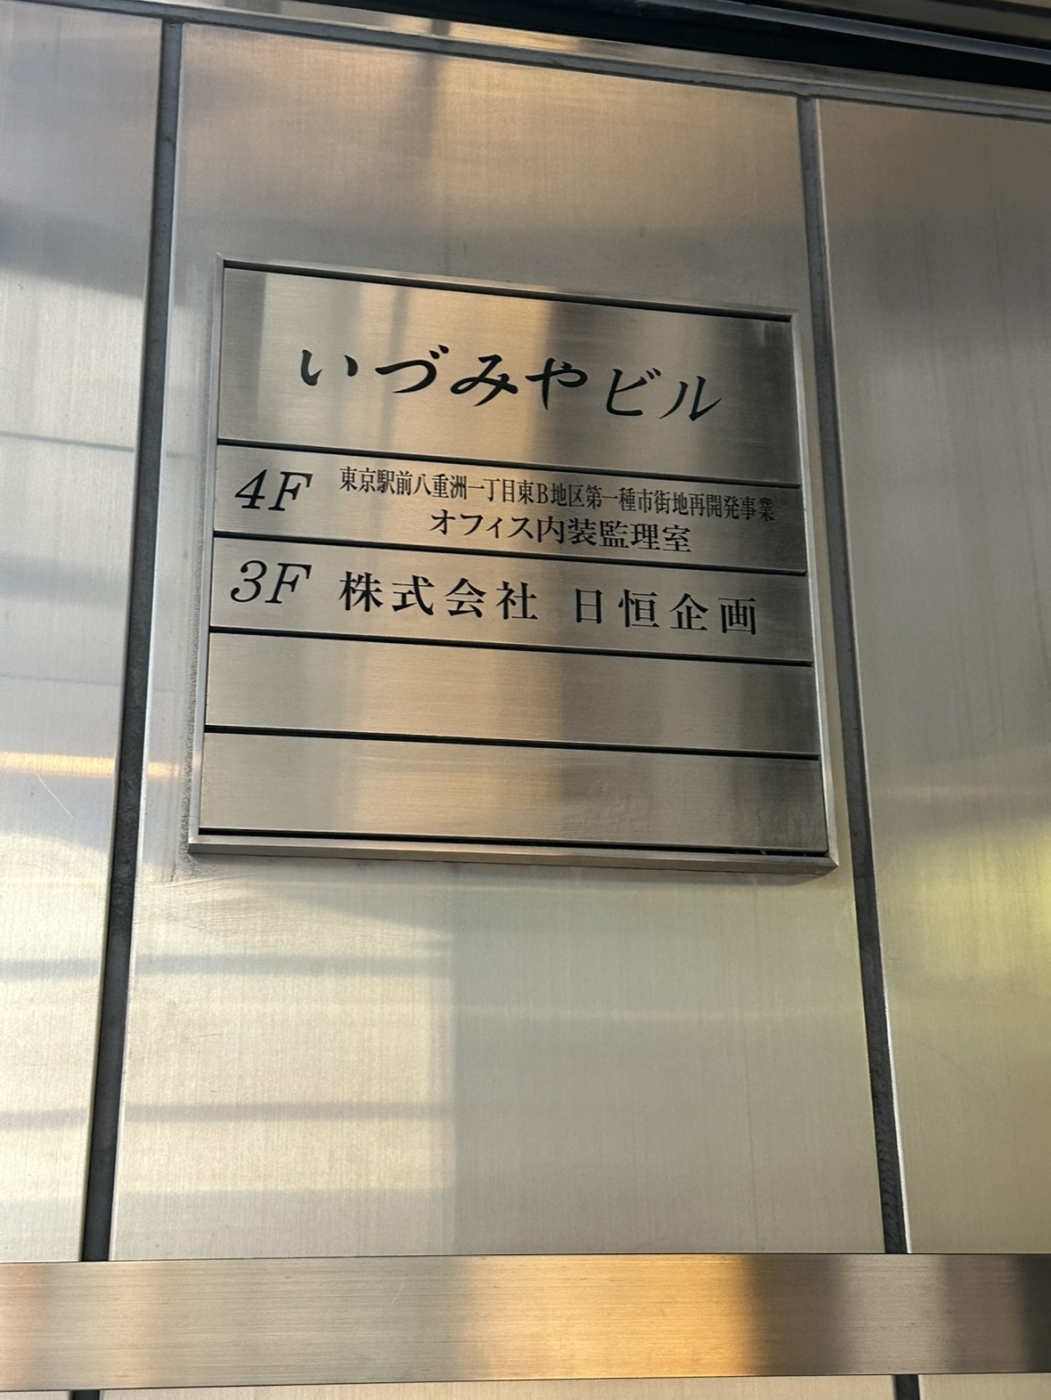 いづみやビル
4F 東京駅前八重洲一丁目東B地区第一種市街地再開発事業
オフィス内装監理室
3F 株式会社 日恒企画